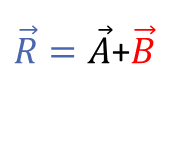 R⃗ = A⃗+B⃗